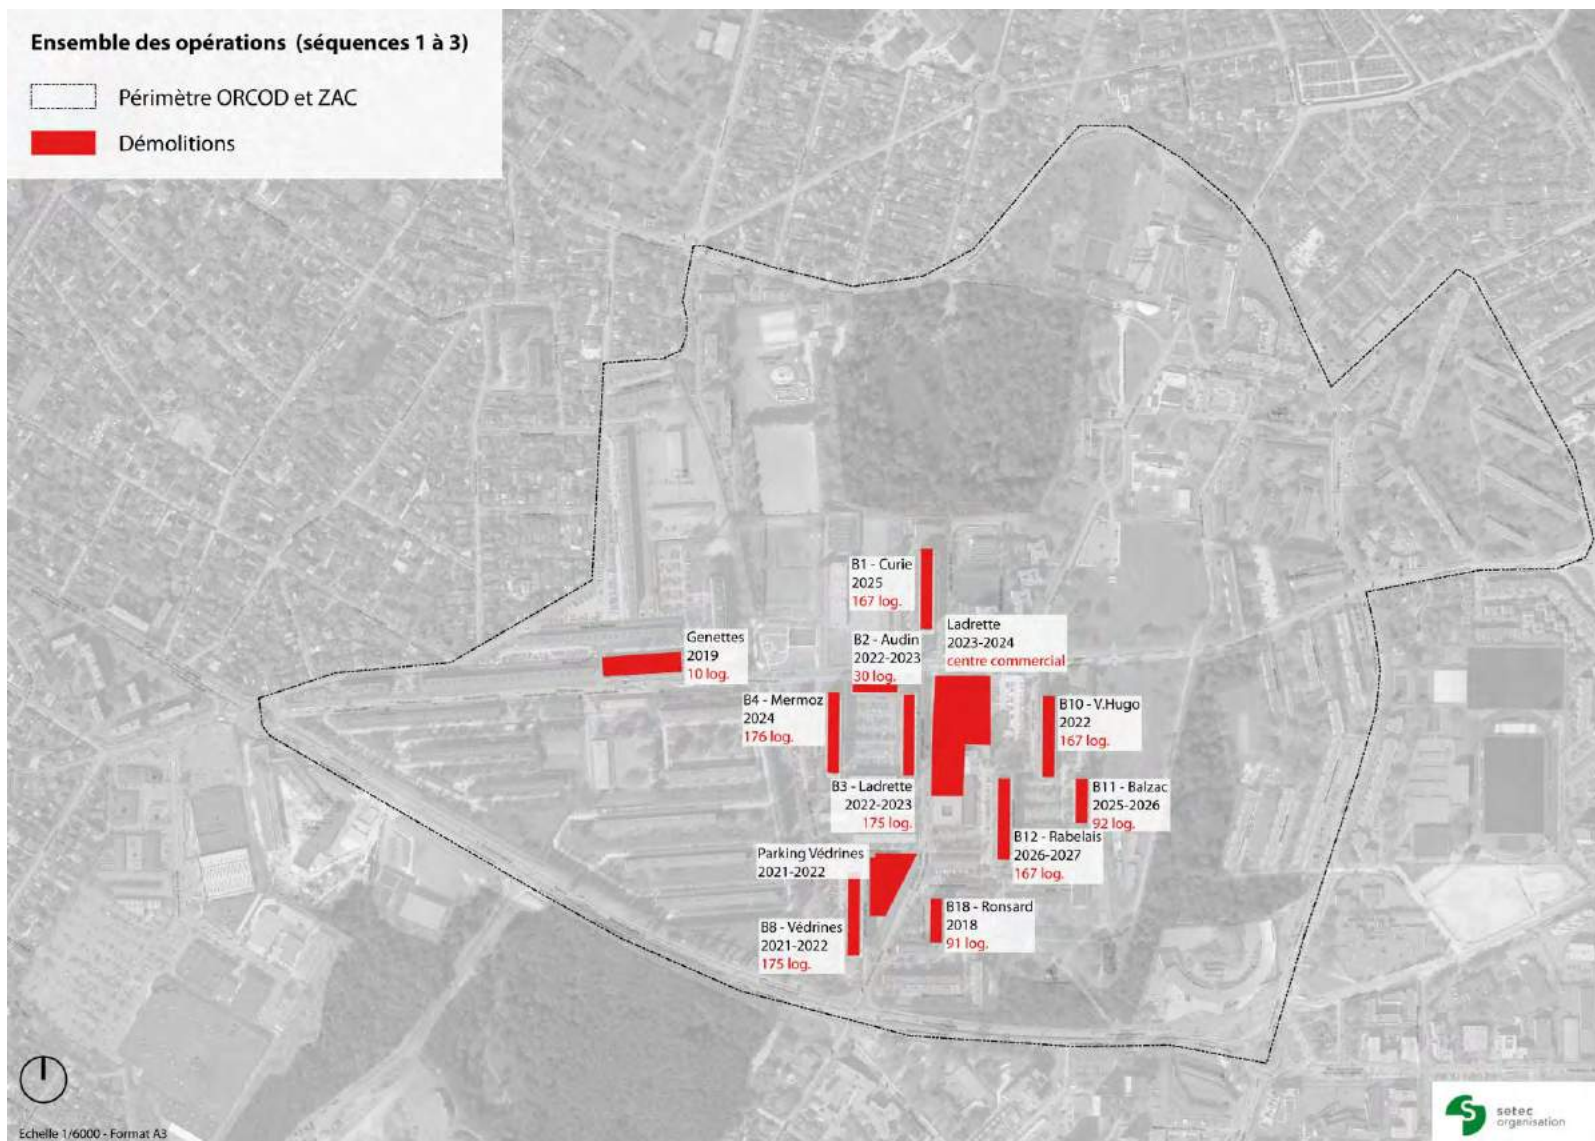 Ensemble des opérations (séquences 1 à 3)
Périmètre ORCOD et ZAC
Démolitions
B1 - Curie
2025
167 log.
Ladrette
2023-2024
centre commercial
Genettes
2019
10 log.
B2 - Audin
2022-2023
30 log.
B4 - Mermoz
2024
176 log.
B10 - V.Hugo
2022
167 log.
B3 - Ladrette
2022-2023
175 log.
B11 - Balzac
2025-2026
92 log.
B12 - Rabelais
2026-2027
167 log.
Parking Védrines
2021-2022
B8 - Védrines
2021-2022
175 log.
B18 - Ronsard
2018
91 log.
Echelle 1/6000 - Format A3
setec
organisation